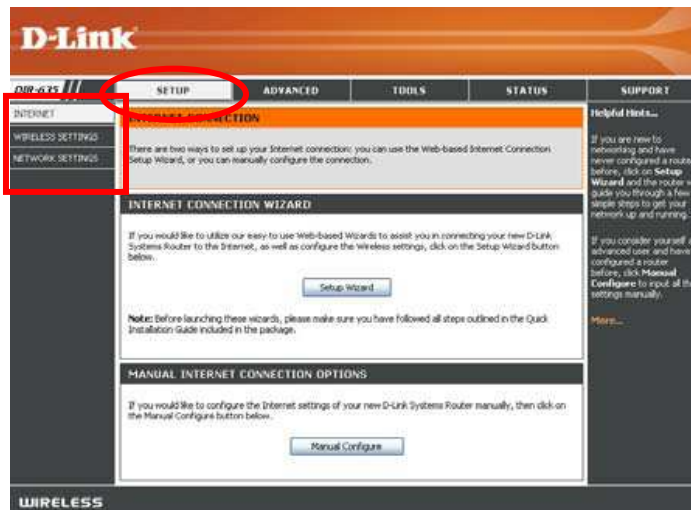 D-Link
DIR-635
SETUP
ADVANCED
TOOLS
STATUS
SUPPORT
INTERNET
WIRELESS SETTINGS
NETWORK SETTINGS
INTERNET CONNECTION
There are two ways to set up your Internet connection: you can use the Web-based Internet Connection
Setup Wizard, or you can manually configure the connection.
INTERNET CONNECTION WIZARD
If you would like to utilize our easy to use Web-based Wizards to assist you in connecting your new D-Link
Systems Router to the Internet, as well as configure the Wireless settings, click on the Setup Wizard button
below.
Setup Wizard
Note: Before launching these wizards, please make sure you have followed all steps outlined in the Quick
Installation Guide included in the package.
MANUAL INTERNET CONNECTION OPTIONS
If you would like to configure the Internet settings of your new D-Link Systems Router manually, then click on
the Manual Configure button below.
Manual Configure
Helpful Hints...
If you are new to
networking and have
never configured a route
before, click on Setup
Wizard and the router w
guide you through a few
simple steps to get your
network up and running.
If you consider yourself a
advanced user and have
configured a router
before, click Manual
Configure to input all th
settings manually.
More...
WIRELESS